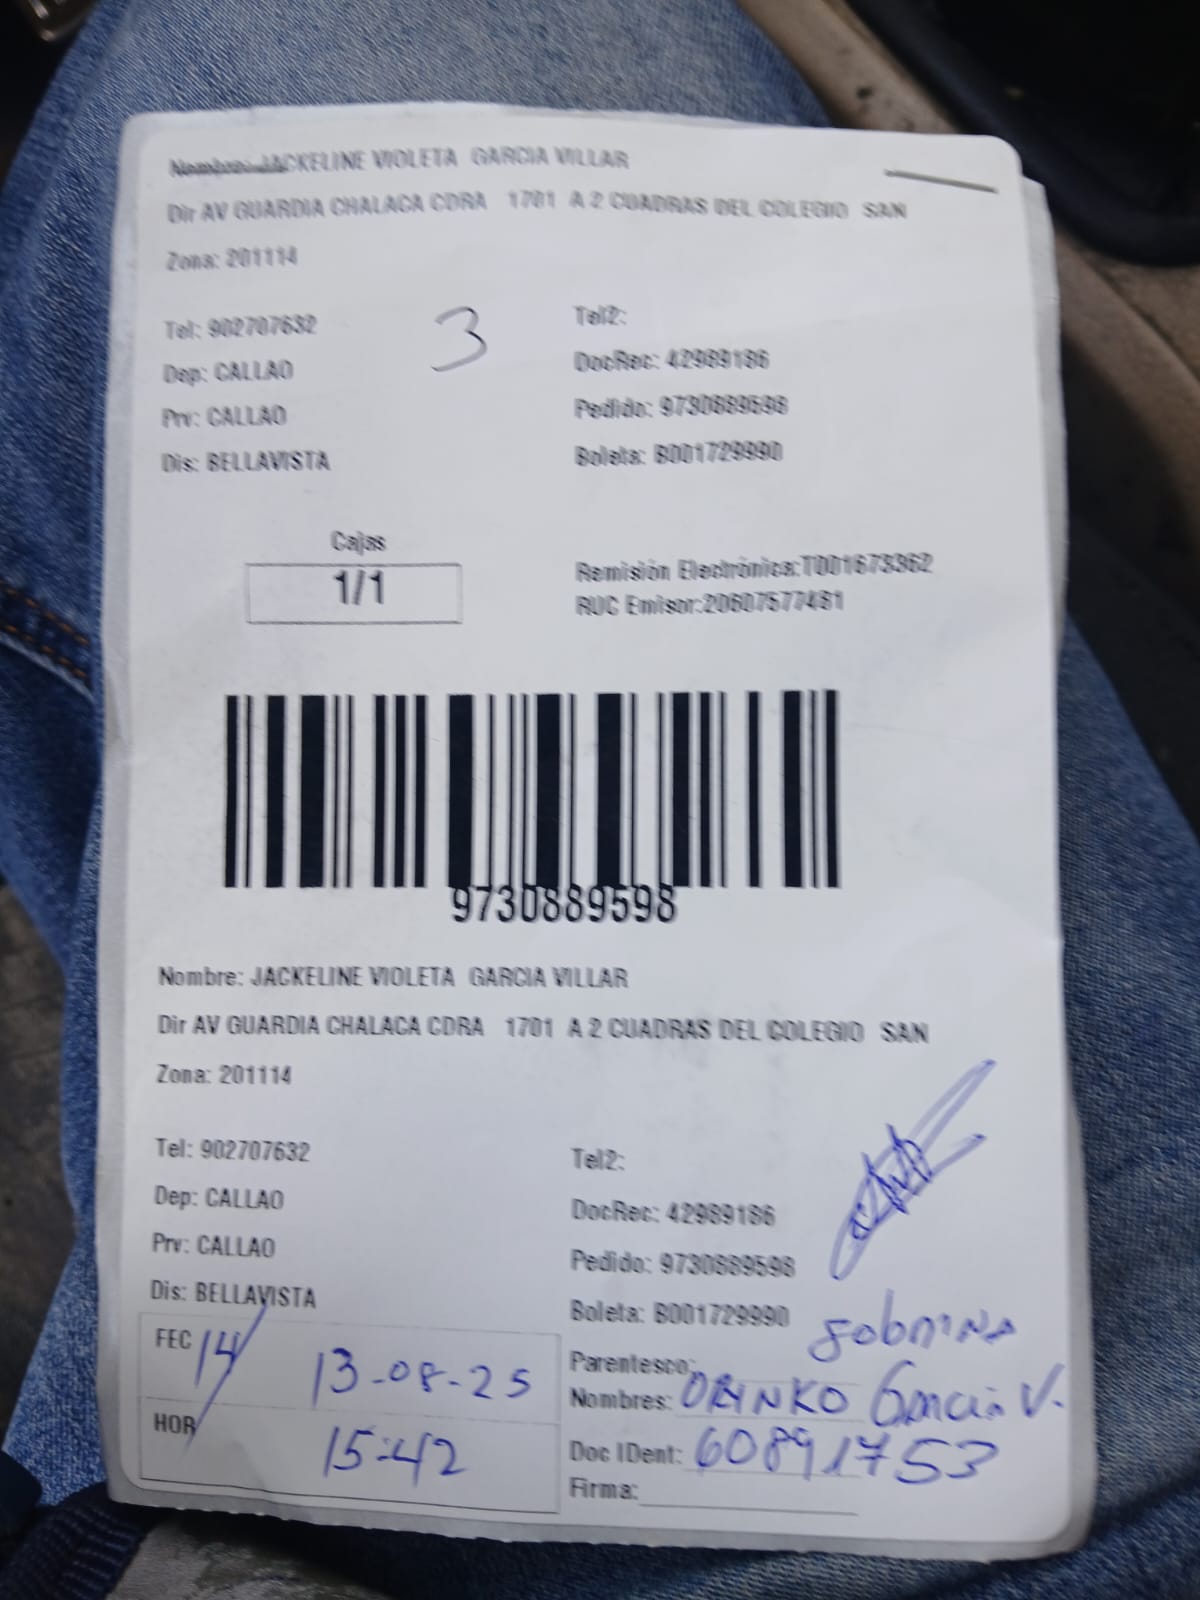 Nombre: JACKELINE VIOLETA GARCIA VILLAR
Dir AV GUARDIA CHALACA CDRA 1701 A 2 CUADRAS DEL COLEGIO SAN
Zona: 201114
Tel: 902707632
3
Tel2:
Dep: CALLAO
DocRec: 42989186
Prv: CALLAO
Pedido: 9730889598
Dis: BELLAVISTA
Boleta: B001729990
Cajas
1/1
Remisión Electrónica:T001673362
RUC Emisor:20607577481
9730889598
Nombre: JACKELINE VIOLETA GARCIA VILLAR
Dir AV GUARDIA CHALACA CDRA 1701 A 2 CUADRAS DEL COLEGIO SAN
Zona: 201114
Tel: 902707632
Tel2:
Dep: CALLAO
DocRec: 42989186
Prv: CALLAO
Pedido: 9730889598
Dis: BELLAVISTA
Boleta: B001729990
FEC 14 13-08-25
HOR 15:42
Parentesco:
Nombres: ORINKO Garcia V.
Doc IDent: 60891753
Firma: